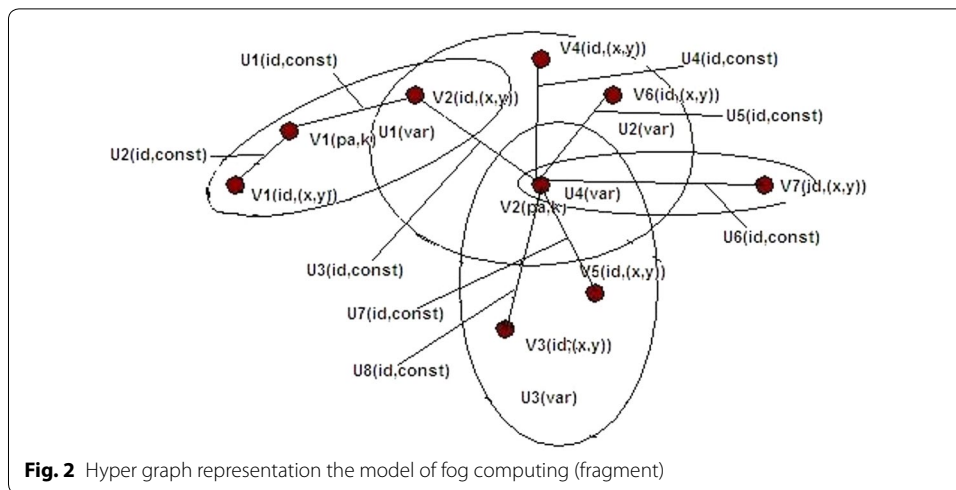 V4(id,(x,y))
U1(id,const)
U4(id,const)
V2(id,(x,y))
V6(id,(x,y))
U5(id,const)
U1(var)
U2(var)
V1(pa,k)
U2(id,const)
V1(id,(x,y))
U4(var)
V7(id,(x,y))
V2(pa,k)
U6(id,const)
U3(id,const)
V5(id,(x,y))
U7(id,const)
V3(id,(x,y))
U8(id,const)
U3(var)
Fig. 2 Hyper graph representation the model of fog computing (fragment)